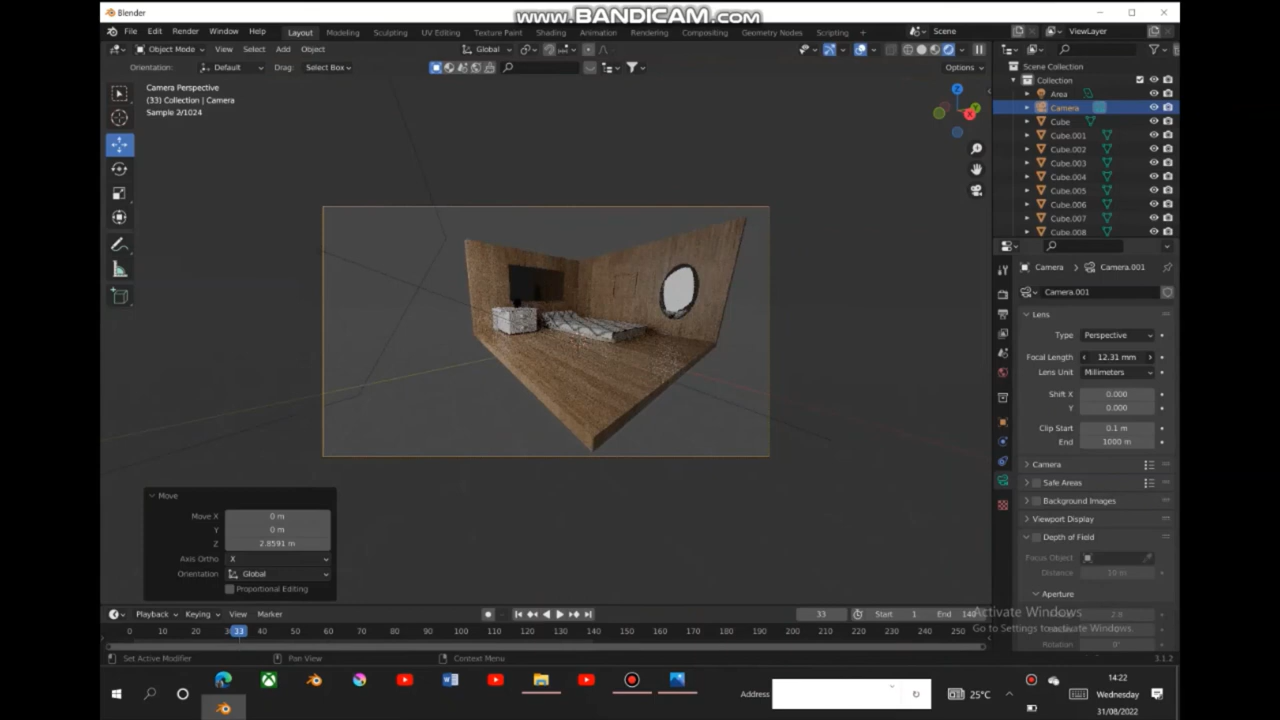 www.BANDICAM.com
Blender
File Edit Render Window Help Layout Modeling Sculpting UV Editing Texture Paint Shading Animation Rendering Compositing Geometry Nodes Scripting Scene ViewLayer
Object Mode View Select Add Object Global
Orientation: Default Drag: Select Box Options
Camera Perspective
(33) Collection | Camera
Sample 2/1024
Scene Collection
Collection
Area
Camera
Cube
Cube.001
Cube.002
Cube.003
Cube.004
Cube.005
Cube.006
Cube.007
Cube.008
Camera Camera.001
Camera.001
Lens
Type Perspective
Focal Length 12.31 mm
Lens Unit Millimeters
Shift X 0.000
Y 0.000
Clip Start 0.1 m
End 1000 m
Camera
Safe Areas
Background Images
Viewport Display
Depth of Field
Focus Object
Distance 10 m
Aperture
Rotation 0°
Move
Move X 0 m
Y 0 m
Z 2.8591 m
Axis Ortho X
Orientation Global
Proportional Editing
Playback Keying View Marker 33 Start 1 End 140
Activate Windows
Go to Settings to activate Windows.
0 10 20 33 40 50 60 70 80 90 100 110 120 130 140 150 160 170 180 190 200 210 220 230 240 250
Set Active Modifier Pan View Context Menu 3.1.2
Address 25°C
14:22
Wednesday
31/08/2022